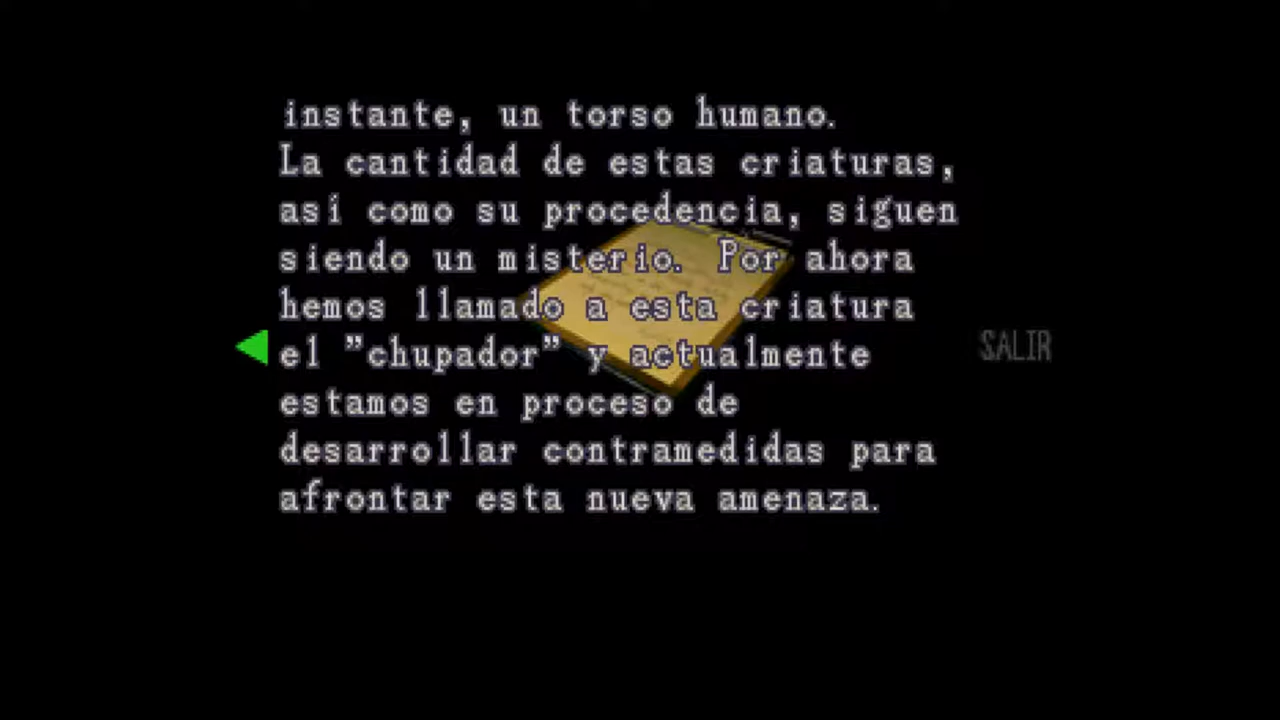 instante, un torso humano.
La cantidad de estas criaturas,
así como su procedencia, siguen
siendo un misterio. Por ahora
hemos llamado a esta criatura
el "chupador" y actualmente
SALIR
estamos en proceso de
desarrollar contramedidas para
afrontar esta nueva amenaza.